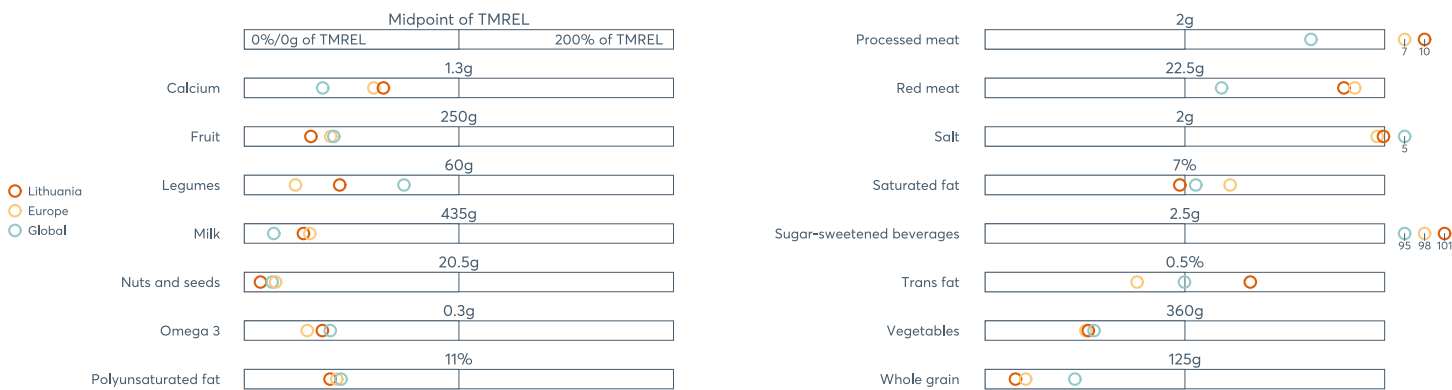 Midpoint of TMREL
0%/0g of TMREL 200% of TMREL
1.3g
Calcium
250g
Fruit
60g
Legumes
435g
Milk
20.5g
Nuts and seeds
0.3g
Omega 3
11%
Polyunsaturated fat
Lithuania
Europe
Global
2g
Processed meat
7 10
22.5g
Red meat
2g
Salt
5
7%
Saturated fat
2.5g
Sugar-sweetened beverages
95 98 101
0.5%
Trans fat
360g
Vegetables
125g
Whole grain